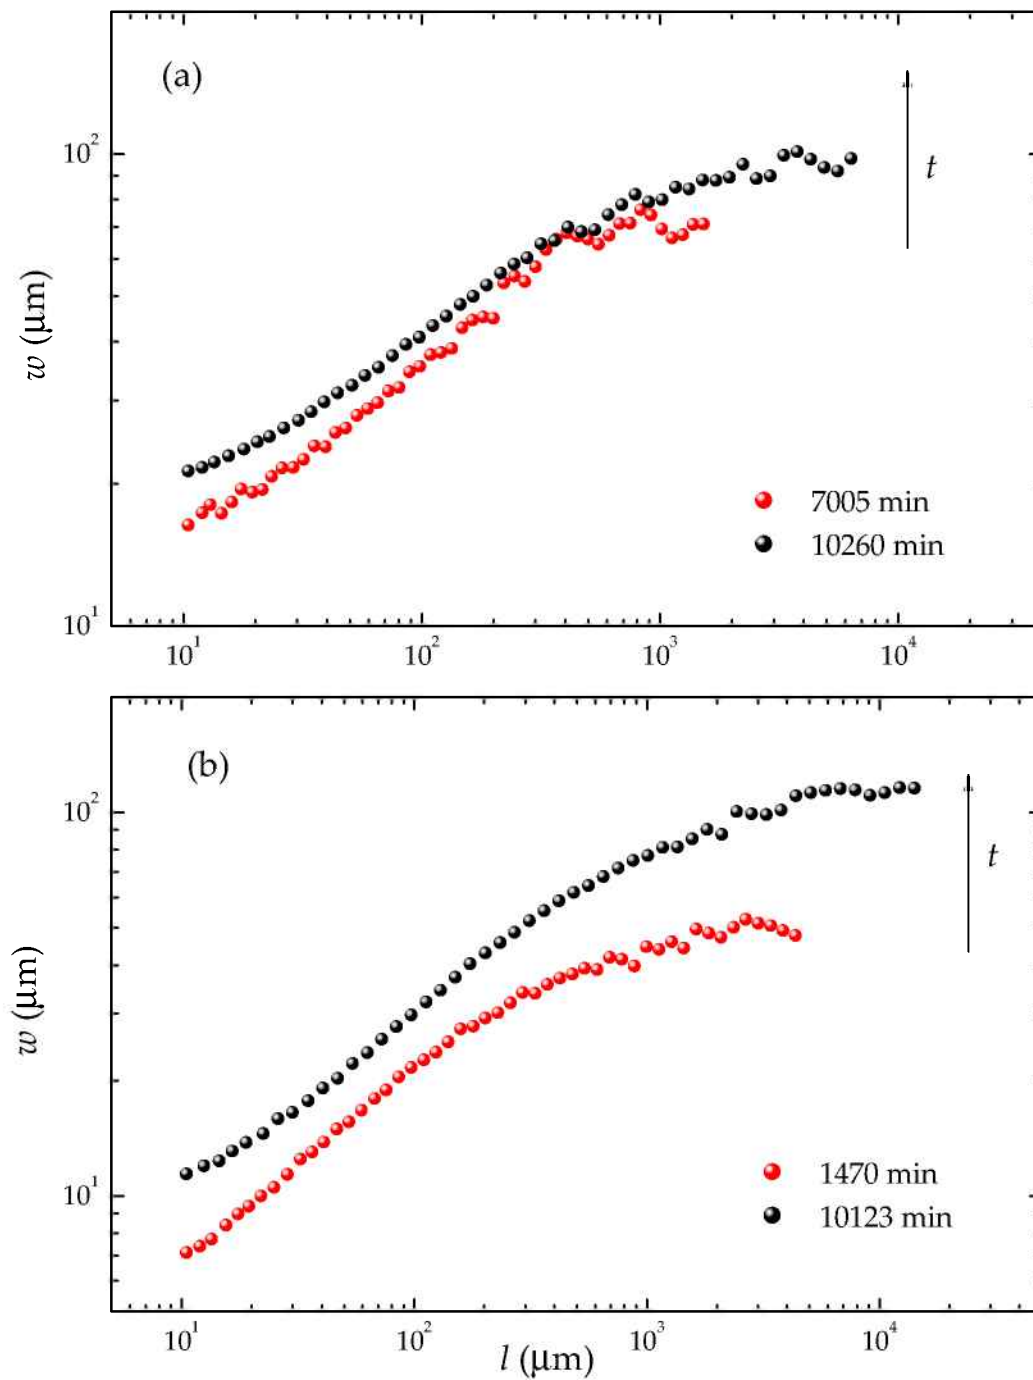 (a)
10²
t
w (μm)
7005 min
10260 min
10¹
10¹ 10² 10³ 10⁴
(b)
10²
t
w (μm)
1470 min
10¹
10123 min
10¹ 10² 10³ 10⁴
l (μm)